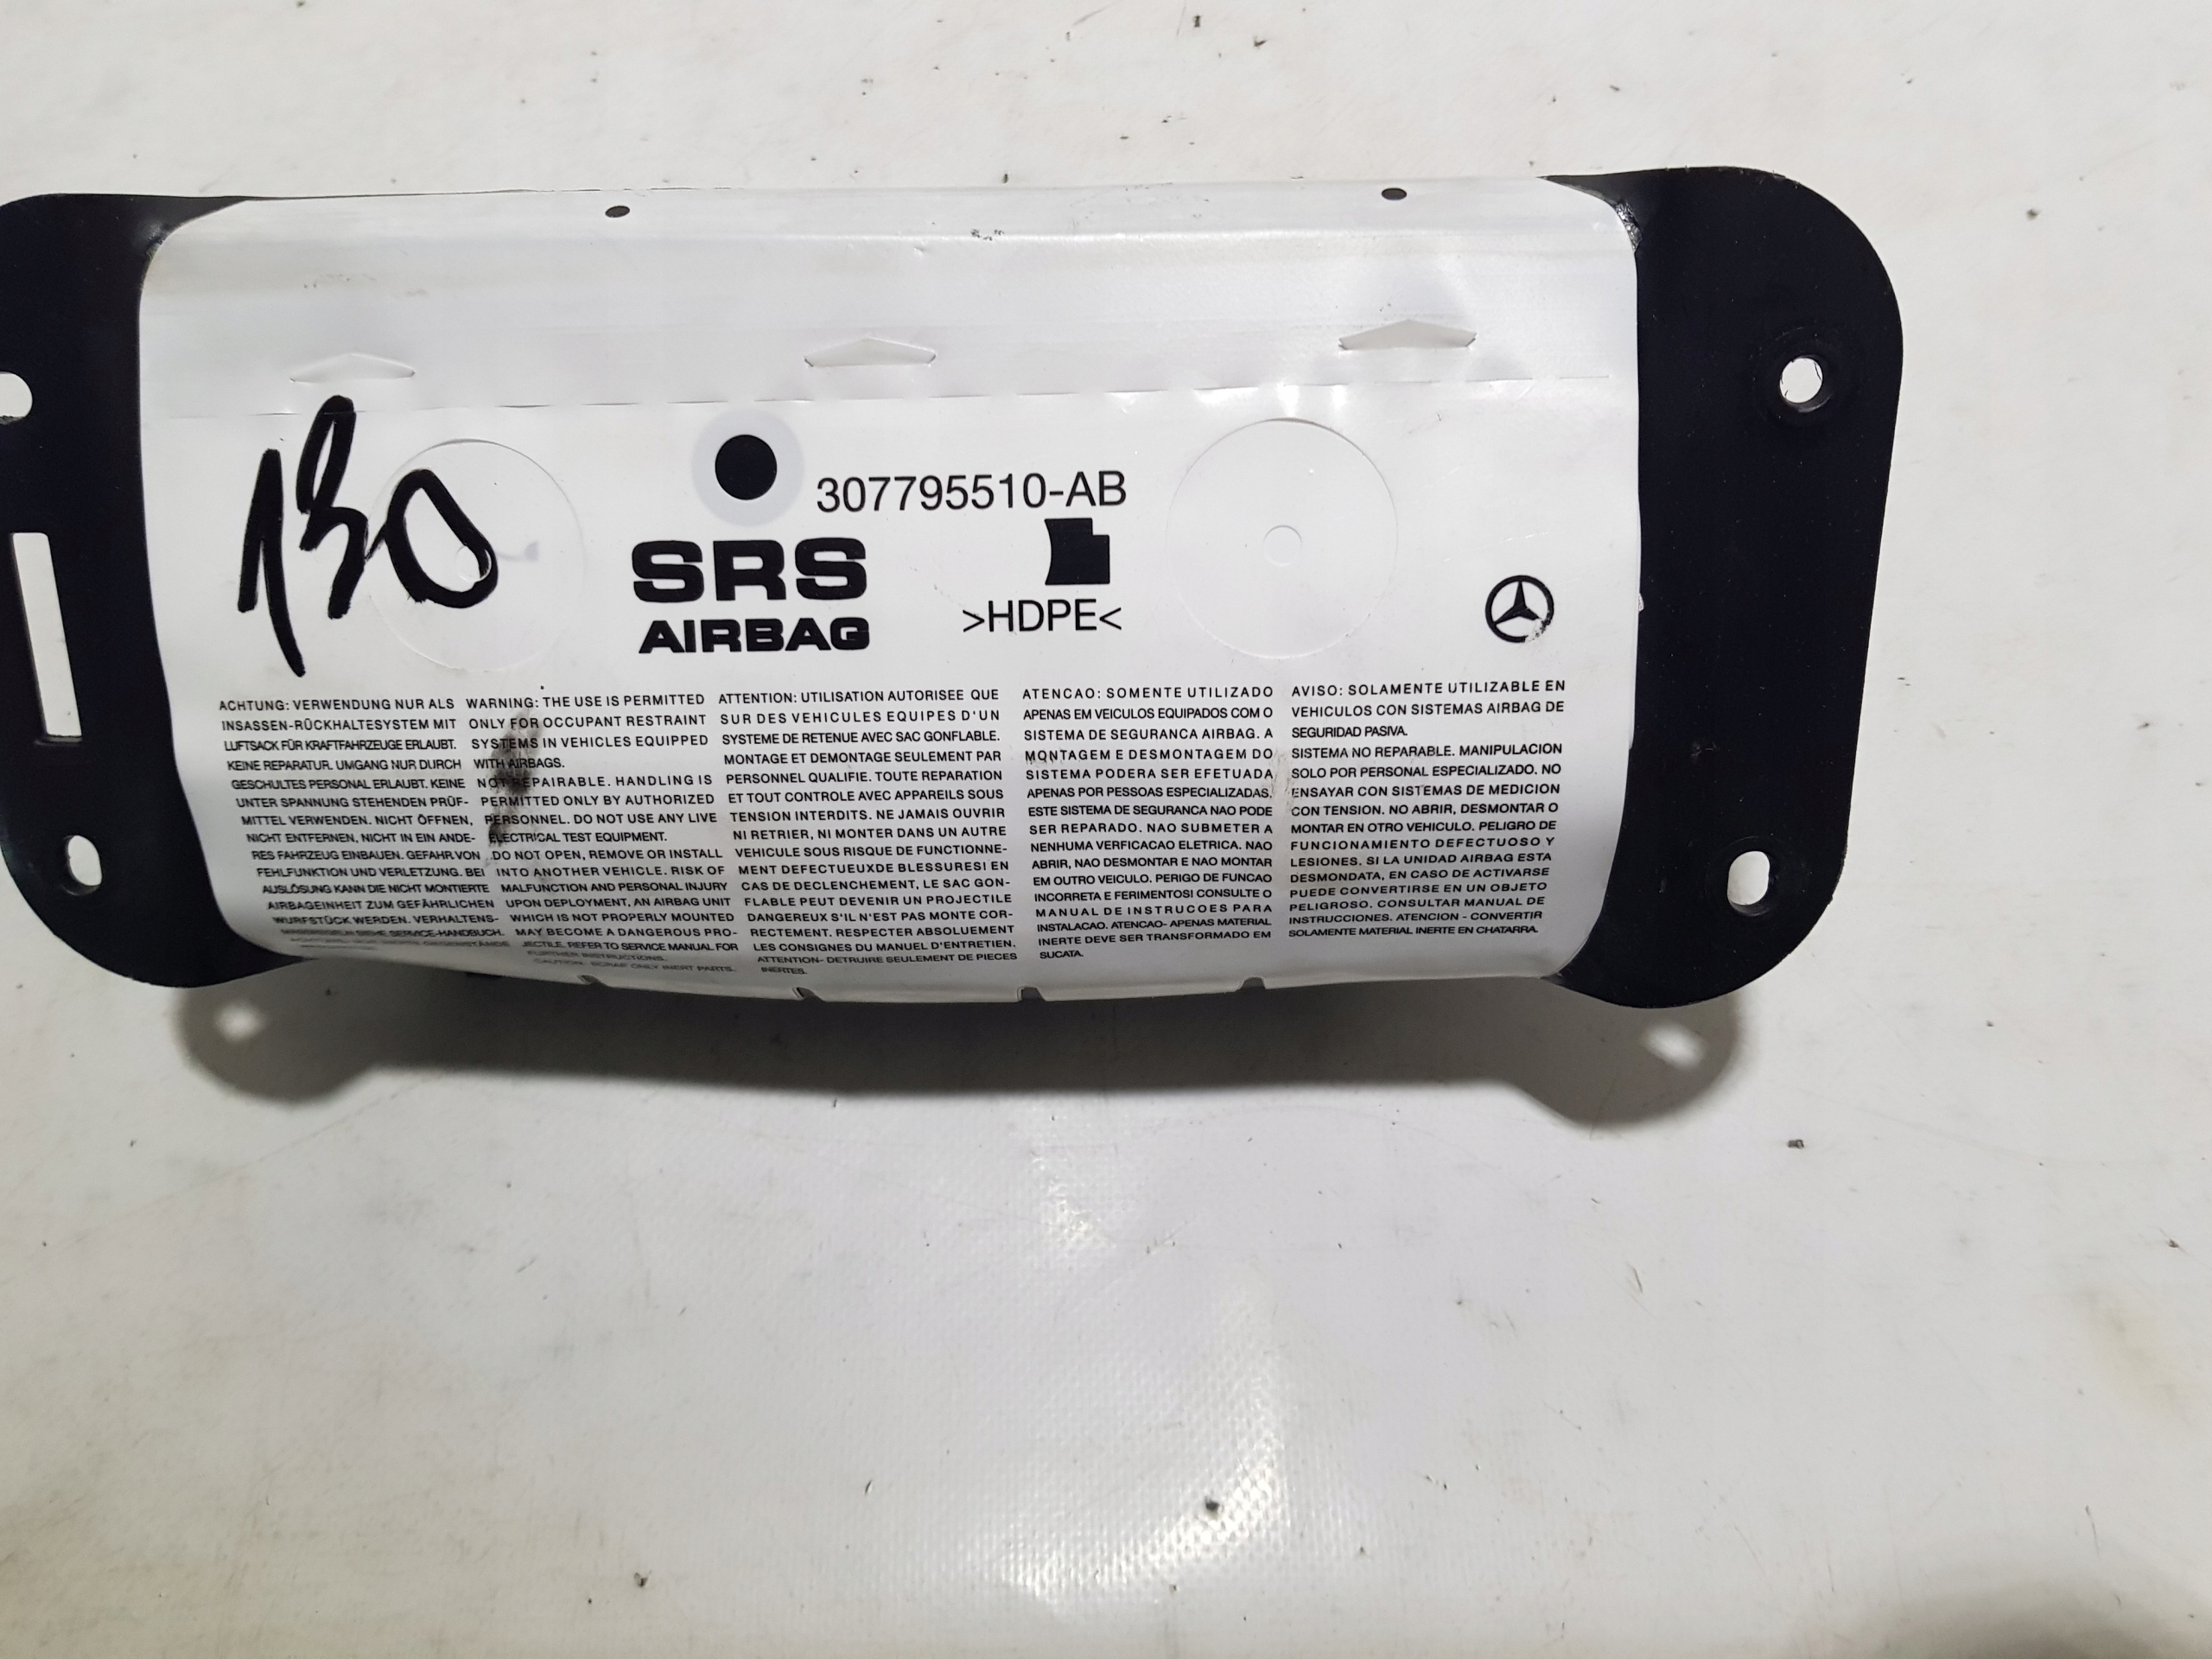 130
307795510-AB
SRS
AIRBAG
>HDPE<
ACHTUNG: VERWENDUNG NUR ALS
INSASSEN-RÜCKHALTESYSTEM MIT
LUFTSACK FÜR KRAFTFAHRZEUGE ERLAUBT.
KEINE REPARATUR. UMGANG NUR DURCH
GESCHULTES PERSONAL ERLAUBT. KEINE
UNTER SPANNUNG STEHENDEN PRÜF-
MITTEL VERWENDEN. NICHT ÖFFNEN,
NICHT ENTFERNEN, NICHT IN EIN ANDE-
RES FAHRZEUG EINBAUEN. GEFAHR VON
FEHLFUNKTION UND VERLETZUNG. BEI
AUSLÖSUNG KANN DIE NICHT MONTIERTE
AIRBAGEINHEIT ZUM GEFÄHRLICHEN
WURFSTÜCK WERDEN. VERHALTENS-
SIEHE SERVICE-HANDBUCH.
WARNING: THE USE IS PERMITTED
ONLY FOR OCCUPANT RESTRAINT
SYSTEMS IN VEHICLES EQUIPPED
WITH AIRBAGS.
NOT REPAIRABLE. HANDLING IS
PERMITTED ONLY BY AUTHORIZED
PERSONNEL. DO NOT USE ANY LIVE
ELECTRICAL TEST EQUIPMENT.
DO NOT OPEN, REMOVE OR INSTALL
INTO ANOTHER VEHICLE. RISK OF
MALFUNCTION AND PERSONAL INJURY
UPON DEPLOYMENT, AN AIRBAG UNIT
WHICH IS NOT PROPERLY MOUNTED
MAY BECOME A DANGEROUS PRO-
JECTILE. REFER TO SERVICE MANUAL FOR
FURTHER INSTRUCTIONS.
CAUTION - SCRAP ONLY INERT PARTS.
ATTENTION: UTILISATION AUTORISEE QUE
SUR DES VEHICULES EQUIPES D'UN
SYSTEME DE RETENUE AVEC SAC GONFLABLE.
MONTAGE ET DEMONTAGE SEULEMENT PAR
PERSONNEL QUALIFIE. TOUTE REPARATION
ET TOUT CONTROLE AVEC APPAREILS SOUS
TENSION INTERDITS. NE JAMAIS OUVRIR
NI RETRIER, NI MONTER DANS UN AUTRE
VEHICULE SOUS RISQUE DE FUNCTIONNE-
MENT DEFECTUEUXDE BLESSURESI EN
CAS DE DECLENCHEMENT, LE SAC GON-
FLABLE PEUT DEVENIR UN PROJECTILE
DANGEREUX S'IL N'EST PAS MONTE COR-
RECTEMENT. RESPECTER ABSOLUEMENT
LES CONSIGNES DU MANUEL D'ENTRETIEN.
ATTENTION- DETRUIRE SEULEMENT DE PIECES
INERTES.
ATENCAO: SOMENTE UTILIZADO
APENAS EM VEICULOS EQUIPADOS COM O
SISTEMA DE SEGURANCA AIRBAG. A
MONTAGEM E DESMONTAGEM DO
SISTEMA PODERA SER EFETUADA
APENAS POR PESSOAS ESPECIALIZADAS.
ESTE SISTEMA DE SEGURANCA NAO PODE
SER REPARADO. NAO SUBMETER A
NENHUMA VERFICACAO ELETRICA. NAO
ABRIR, NAO DESMONTAR E NAO MONTAR
EM OUTRO VEICULO. PERIGO DE FUNCAO
INCORRETA E FERIMENTOSI CONSULTE O
MANUAL DE INSTRUCOES PARA
INSTALACAO. ATENCAO- APENAS MATERIAL
INERTE DEVE SER TRANSFORMADO EM
SUCATA.
AVISO: SOLAMENTE UTILIZABLE EN
VEHICULOS CON SISTEMAS AIRBAG DE
SEGURIDAD PASIVA.
SISTEMA NO REPARABLE. MANIPULACION
SOLO POR PERSONAL ESPECIALIZADO. NO
ENSAYAR CON SISTEMAS DE MEDICION
CON TENSION. NO ABRIR, DESMONTAR O
MONTAR EN OTRO VEHICULO. PELIGRO DE
FUNCIONAMIENTO DEFECTUOSO Y
LESIONES. SI LA UNIDAD AIRBAG ESTA
DESMONTADA, EN CASO DE ACTIVARSE
PUEDE CONVERTIRSE EN UN OBJETO
PELIGROSO. CONSULTAR MANUAL DE
INSTRUCCIONES. ATENCION - CONVERTIR
SOLAMENTE MATERIAL INERTE EN CHATARRA.